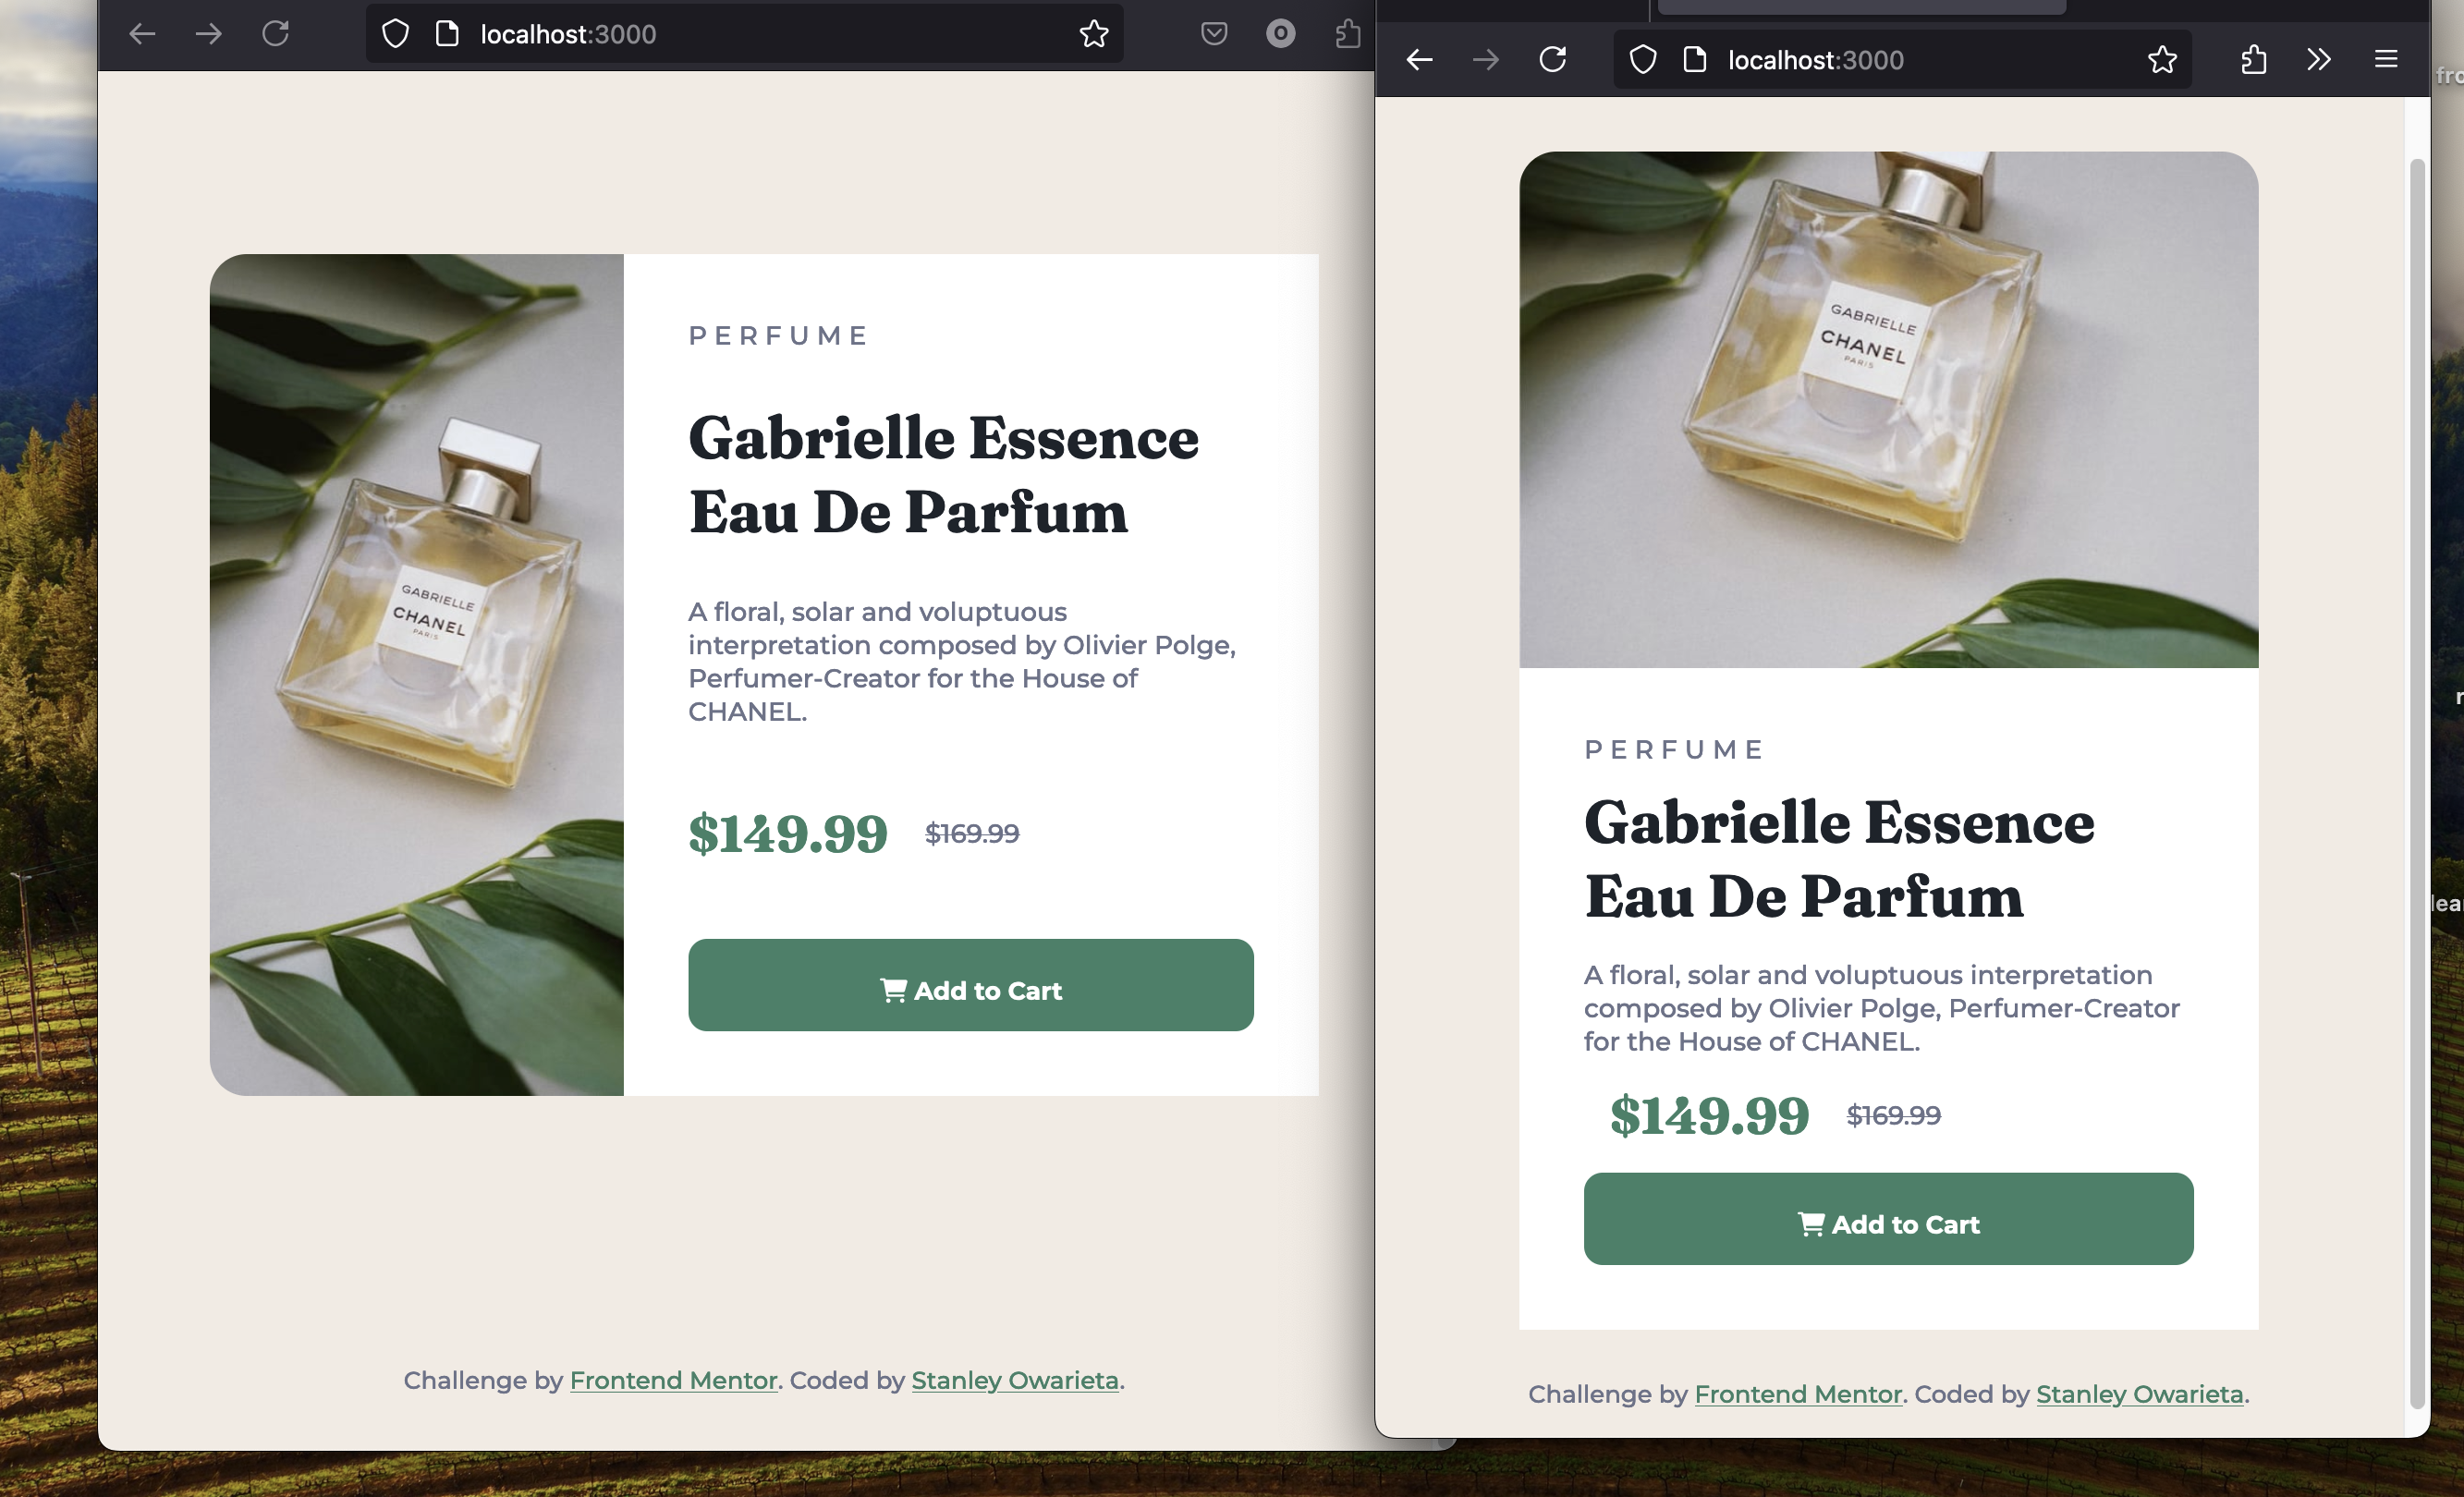 localhost:3000
GABRIELLE
CHANEL
PARIS
PERFUME
Gabrielle Essence
Eau De Parfum
A floral, solar and voluptuous
interpretation composed by Olivier Polge,
Perfumer-Creator for the House of
CHANEL.
$149.99 $169.99
Add to Cart
Challenge by Frontend Mentor. Coded by Stanley Owarieta.
localhost:3000
GABRIELLE
CHANEL
PARIS
PERFUME
Gabrielle Essence
Eau De Parfum
A floral, solar and voluptuous interpretation
composed by Olivier Polge, Perfumer-Creator
for the House of CHANEL.
$149.99 $169.99
Add to Cart
Challenge by Frontend Mentor. Coded by Stanley Owarieta.